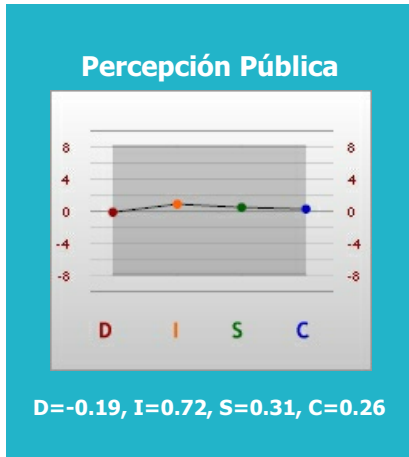 Percepción Pública
8 8
4 4
0 0
-4 -4
-8 -8
D I S C
D=-0.19, I=0.72, S=0.31, C=0.26